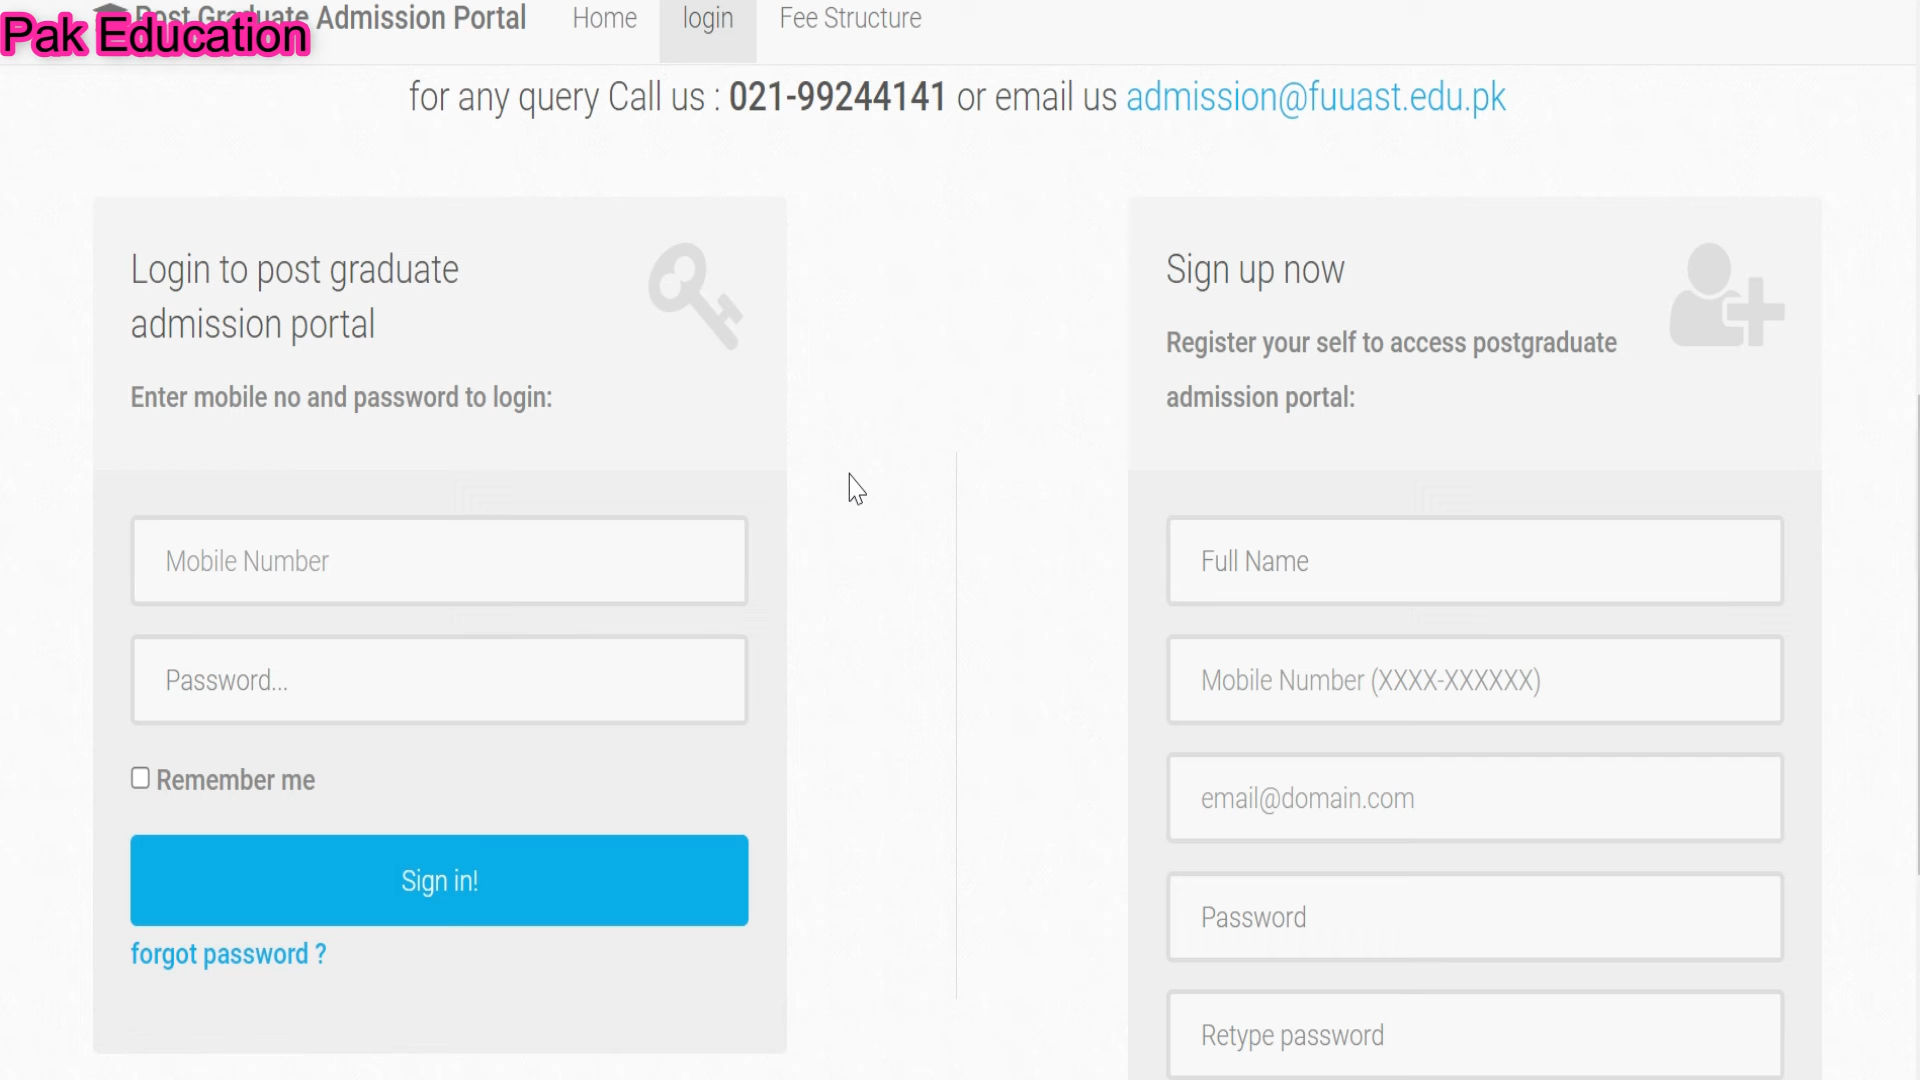 Post Graduate Admission Portal
Home
login
Fee Structure
Pak Education
for any query Call us : 021-99244141 or email us admission@fuuast.edu.pk
Login to post graduate
admission portal
Enter mobile no and password to login:
Mobile Number
Password...
Remember me
Sign in!
forgot password ?
Sign up now
Register your self to access postgraduate
admission portal:
Full Name
Mobile Number (XXXX-XXXXXX)
email@domain.com
Password
Retype password